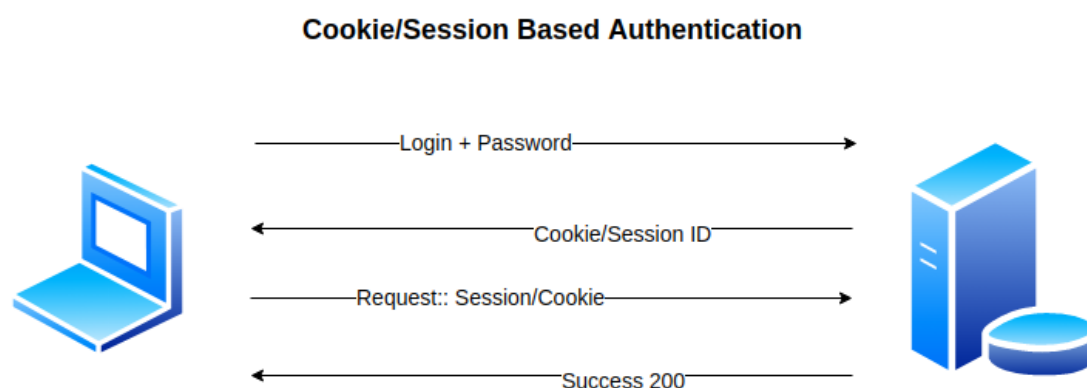 Cookie/Session Based Authentication
Login + Password
Cookie/Session ID
Request:: Session/Cookie
Success 200